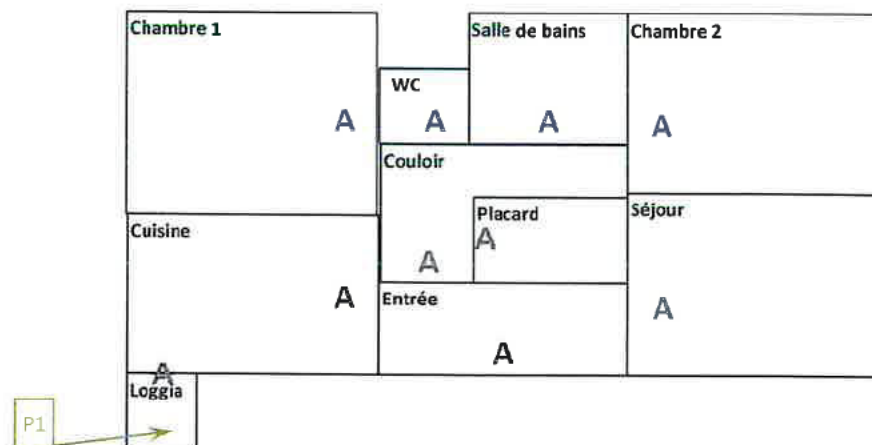 Chambre 1
Salle de bains
Chambre 2
WC
A
A
A
A
Couloir
Placard
Séjour
Cuisine
A
A
A
Entrée
A
A
A
Loggia
P1